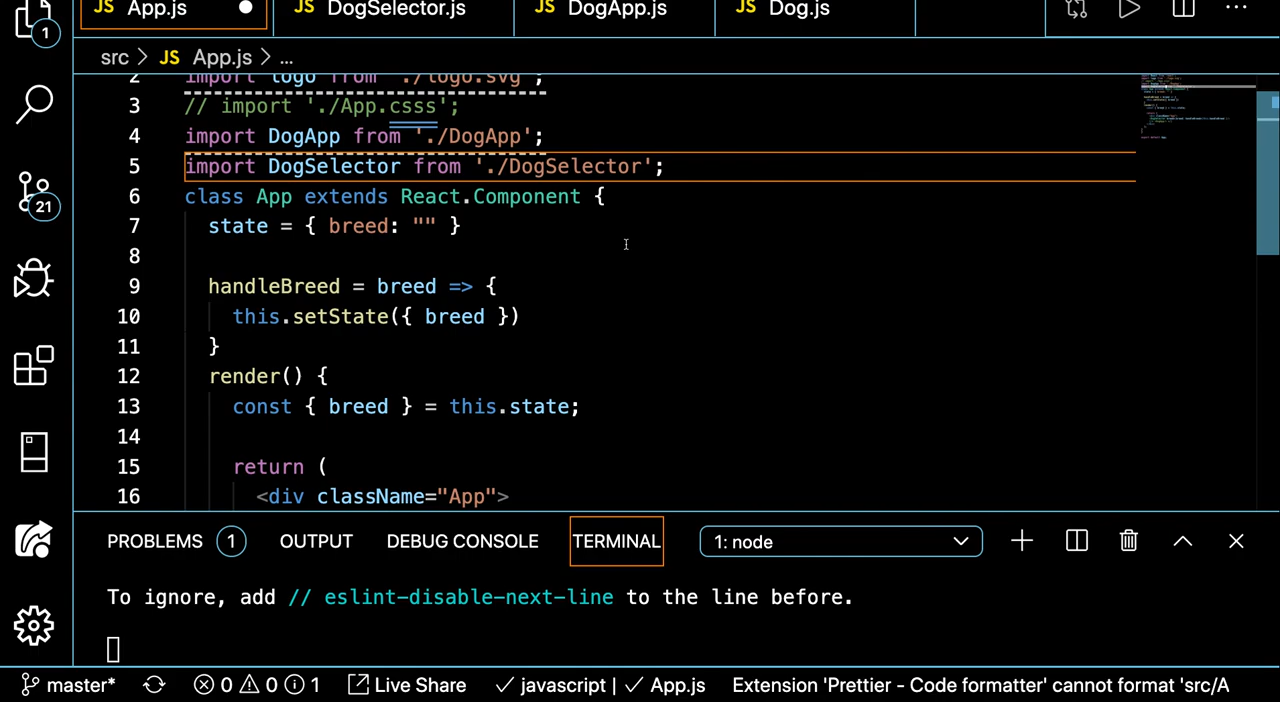 1
JS App.js
JS DogSelector.js
JS DogApp.js
JS Dog.js
src > JS App.js > ...
2 import logo from './logo.svg';
3 // import './App.csss';
4 import DogApp from './DogApp';
5 import DogSelector from './DogSelector';
6 class App extends React.Component {
7 state = { breed: "" }
8
9 handleBreed = breed => {
10 this.setState({ breed })
11 }
12 render() {
13 const { breed } = this.state;
14
15 return (
16 <div className="App">
21
PROBLEMS 1 OUTPUT DEBUG CONSOLE TERMINAL 1: node
To ignore, add // eslint-disable-next-line to the line before.
master* 0 0 1 Live Share javascript | App.js Extension 'Prettier - Code formatter' cannot format 'src/A